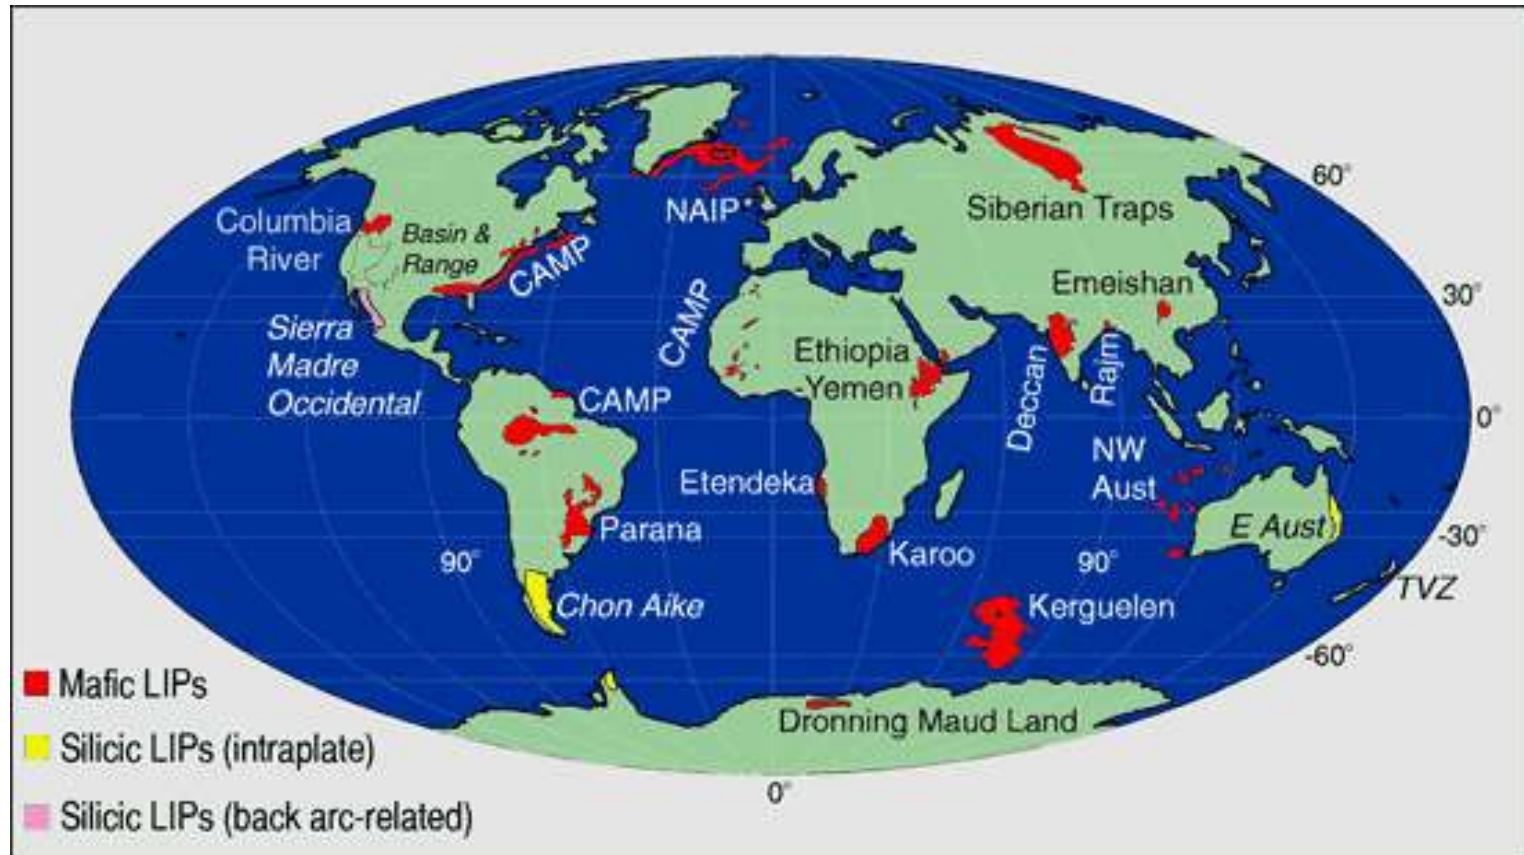 60°
Columbia
River
Basin &
Range
CAMP
NAIP
Siberian Traps
30°
Emeishan
Sierra
Madre
Occidental
CAMP
Ethiopia
Yemen
Deccan
Rajm
CAMP
0°
NW
Aust
Etendeka
Parana
Karoo
E Aust
-30°
90°
90°
TVZ
Chon Aike
Kerguelen
-60°
Dronning Maud Land
0°
Mafic LIPs
Silicic LIPs (intraplate)
Silicic LIPs (back arc-related)